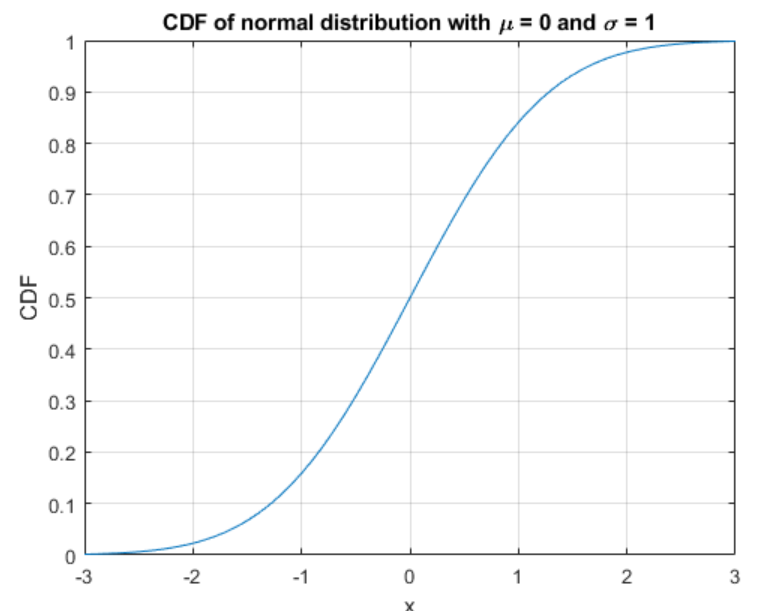 CDF of normal distribution with μ = 0 and σ = 1
1
0.9
0.8
0.7
0.6
0.5
0.4
0.3
0.2
0.1
0
CDF
-3 -2 -1 0 1 2 3
x